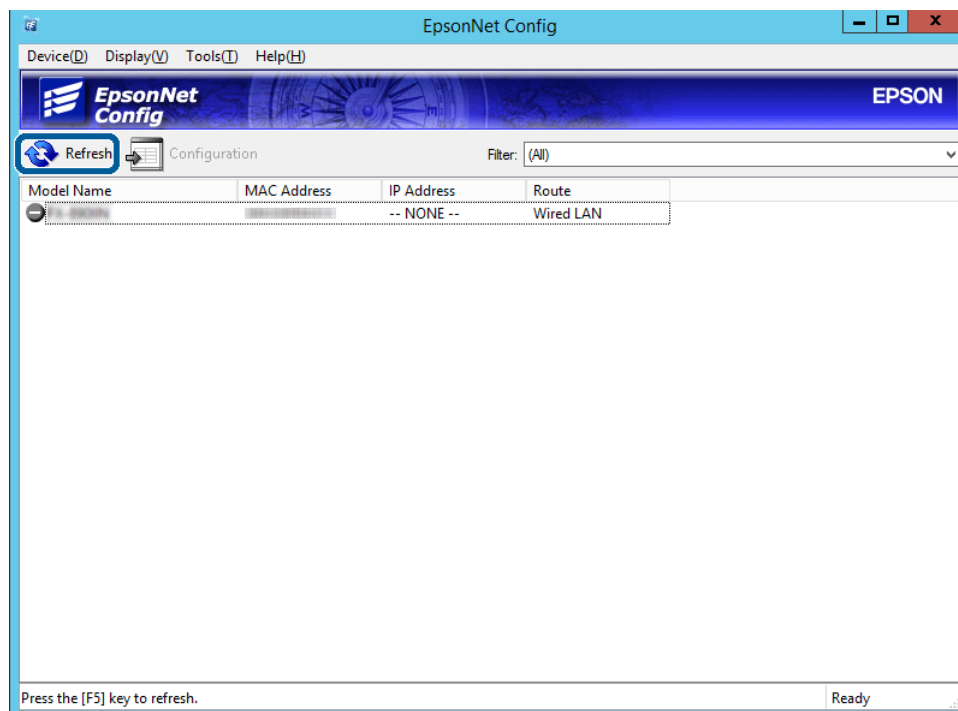 EpsonNet Config
Device(D) Display(V) Tools(T) Help(H)
EpsonNet
Config
EPSON
Refresh Configuration Filter: (All)
Model Name MAC Address IP Address Route
-- NONE -- Wired LAN
Press the [F5] key to refresh. Ready